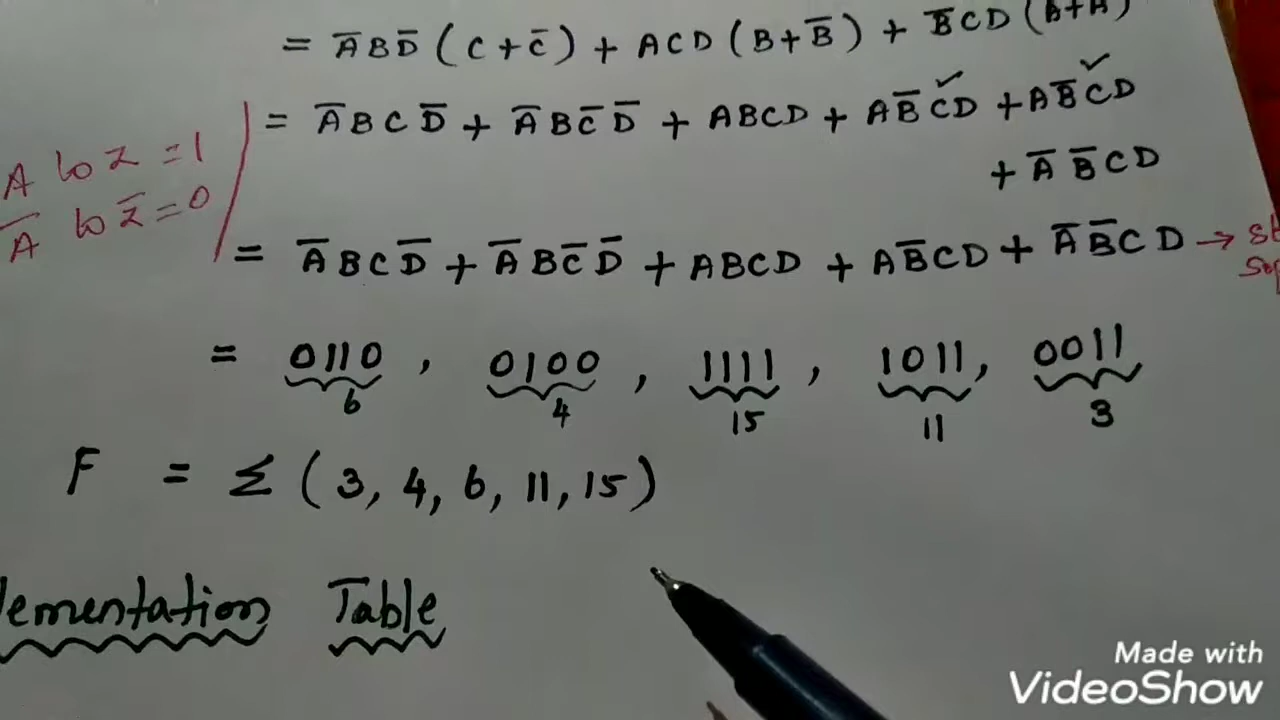 = A̅BD̅ (C+C̅) + ACD (B+B̅) + B̅CD (A+A̅)
= A̅BCD̅ + A̅BC̅D̅ + ABCD + AB̅CD + AB̅CD
+ A̅B̅CD
A to Z = 1
A̅ to Z̅ = 0
= A̅BCD̅ + A̅BC̅D̅ + ABCD + AB̅CD + A̅B̅CD →
= 0110, 0100, 1111, 1011, 0011
6 4 15 11 3
F = Σ (3, 4, 6, 11, 15)
lementation Table
Made with
VideoShow